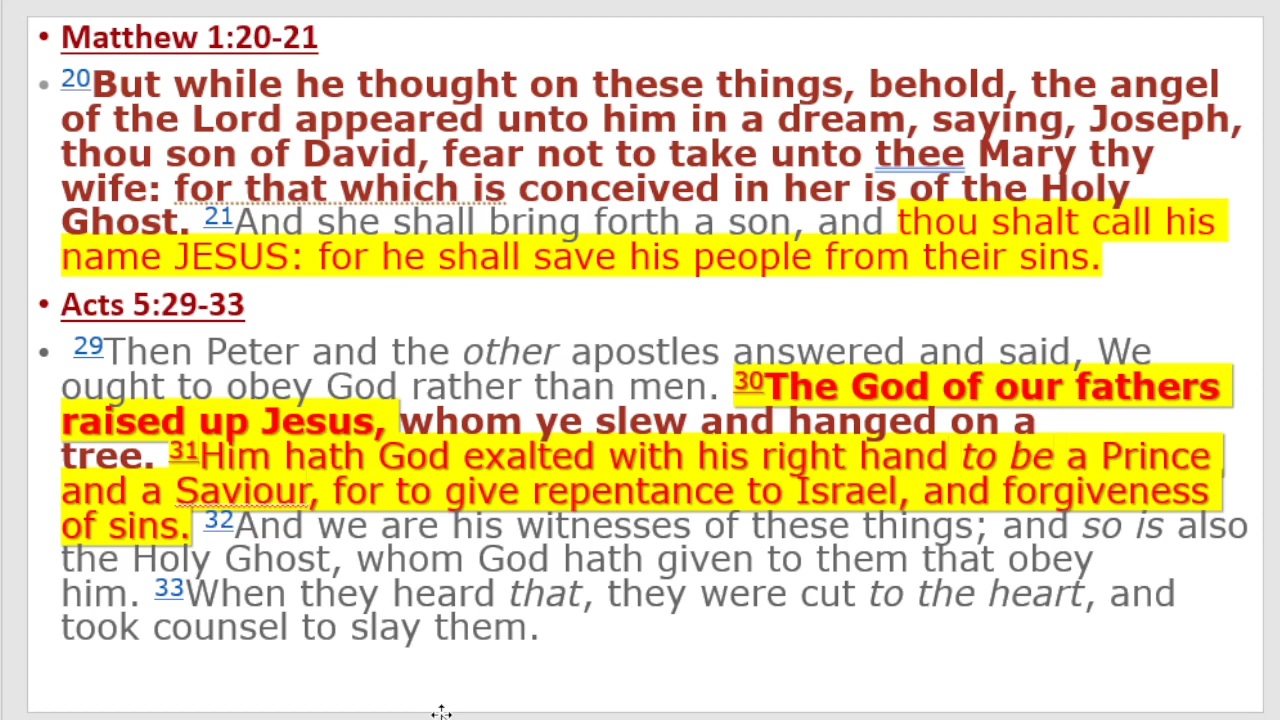 • Matthew 1:20-21
• 20But while he thought on these things, behold, the angel
of the Lord appeared unto him in a dream, saying, Joseph,
thou son of David, fear not to take unto thee Mary thy
wife: for that which is conceived in her is of the Holy
Ghost. 21And she shall bring forth a son, and thou shalt call his
name JESUS: for he shall save his people from their sins.
• Acts 5:29-33
• 29Then Peter and the other apostles answered and said, We
ought to obey God rather than men. 30The God of our fathers
raised up Jesus, whom ye slew and hanged on a
tree. 31Him hath God exalted with his right hand to be a Prince
and a Saviour, for to give repentance to Israel, and forgiveness
of sins. 32And we are his witnesses of these things; and so is also
the Holy Ghost, whom God hath given to them that obey
him. 33When they heard that, they were cut to the heart, and
took counsel to slay them.